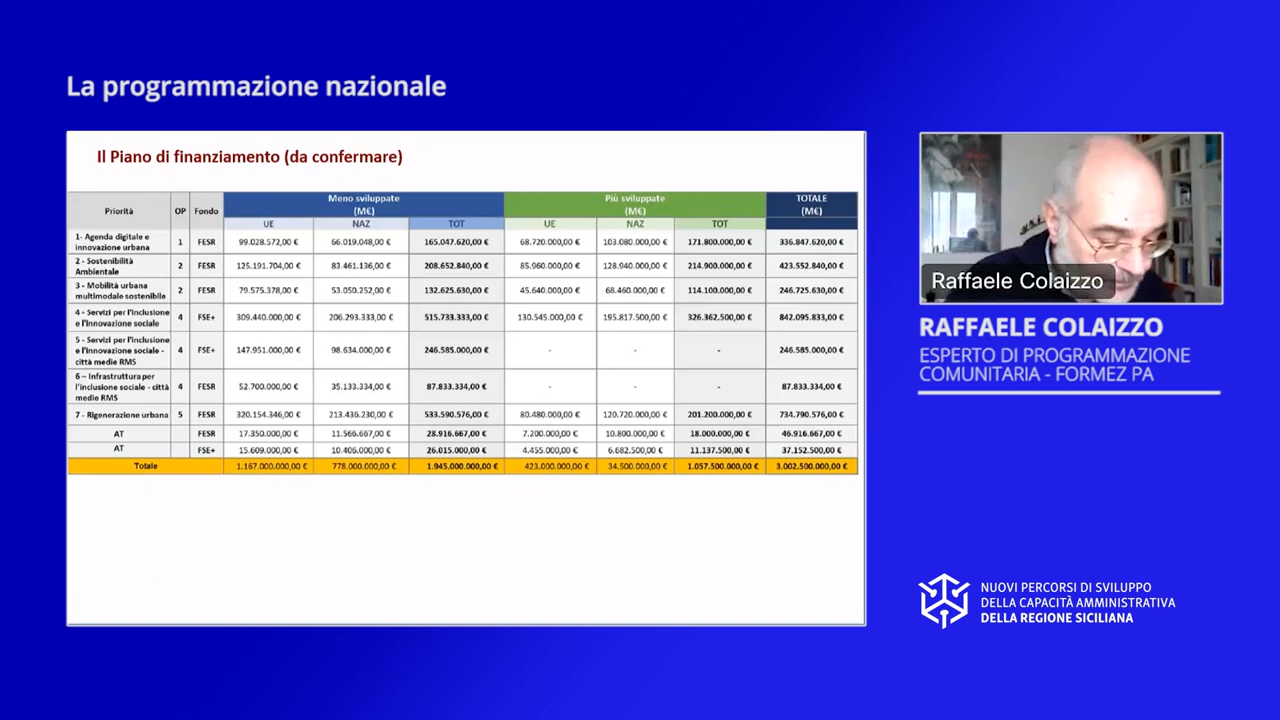 La programmazione nazionale
Il Piano di finanziamento (da confermare)
Priorità OP Fondo Meno sviluppate (M€) Più sviluppate (M€) TOTALE (M€)
UE NAZ TOT UE NAZ TOT
1- Agenda digitale e innovazione urbana 1 FESR 99.028.572,00 € 66.019.048,00 € 165.047.620,00 € 68.720.000,00 € 103.080.000,00 € 171.800.000,00 € 336.847.620,00 €
2 - Sostenibilità Ambientale 2 FESR 125.191.704,00 € 83.461.136,00 € 208.652.840,00 € 85.960.000,00 € 128.940.000,00 € 214.900.000,00 € 423.552.840,00 €
3 - Mobilità urbana multimodale sostenibile 2 FESR 79.575.378,00 € 53.050.252,00 € 132.625.630,00 € 45.640.000,00 € 68.460.000,00 € 114.100.000,00 € 246.725.630,00 €
4 - Servizi per l'inclusione e l'innovazione sociale 4 FSE+ 309.440.000,00 € 206.293.333,00 € 515.733.333,00 € 130.545.000,00 € 195.817.500,00 € 326.362.500,00 € 842.095.833,00 €
5 - Servizi per l'inclusione e l'innovazione sociale - città medie RMS 4 FSE+ 147.951.000,00 € 98.634.000,00 € 246.585.000,00 € - - - 246.585.000,00 €
6 – Infrastruttura per l'inclusione sociale - città medie RMS 4 FESR 52.700.000,00 € 35.133.334,00 € 87.833.334,00 € - - - 87.833.334,00 €
7 - Rigenerazione urbana 5 FESR 320.154.346,00 € 213.436.230,00 € 533.590.576,00 € 80.480.000,00 € 120.720.000,00 € 201.200.000,00 € 734.790.576,00 €
AT FESR 17.350.000,00 € 11.566.667,00 € 28.916.667,00 € 7.200.000,00 € 10.800.000,00 € 18.000.000,00 € 46.916.667,00 €
AT FSE+ 15.609.000,00 € 10.406.000,00 € 26.015.000,00 € 4.455.000,00 € 6.682.500,00 € 11.137.500,00 € 37.152.500,00 €
Totale 1.167.000.000,00 € 778.000.000,00 € 1.945.000.000,00 € 423.000.000,00 € 34.500.000,00 € 1.057.500.000,00 € 3.002.500.000,00 €
Raffaele Colaizzo
RAFFAELE COLAIZZO
ESPERTO DI PROGRAMMAZIONE
COMUNITARIA - FORMEZ PA
NUOVI PERCORSI DI SVILUPPO
DELLA CAPACITÀ AMMINISTRATIVA
DELLA REGIONE SICILIANA